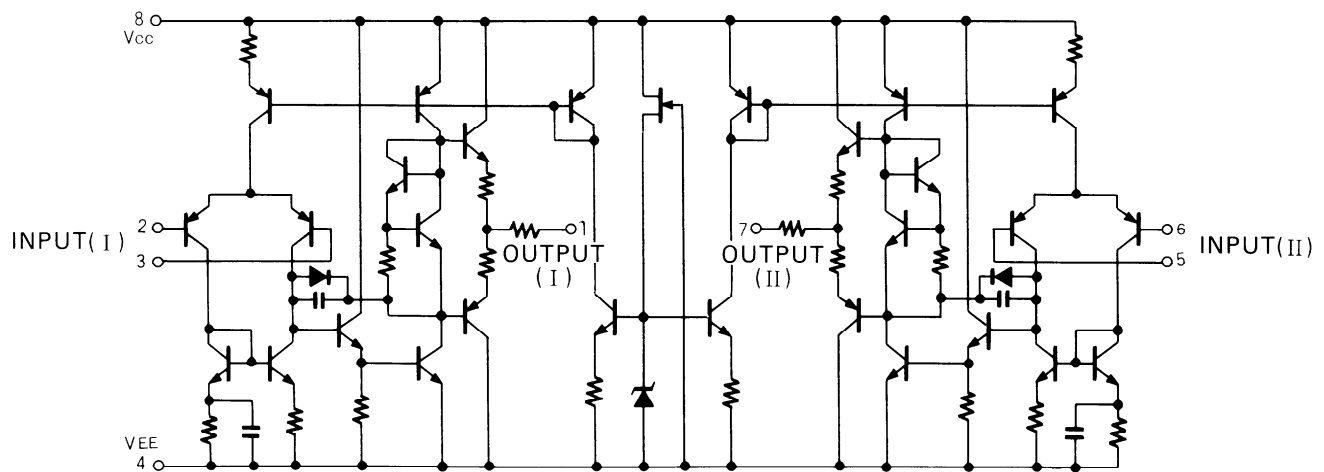 8
Vcc
INPUT(I)
2
3
1
OUTPUT
(I)
7
OUTPUT
(II)
6
5
INPUT(II)
VEE
4